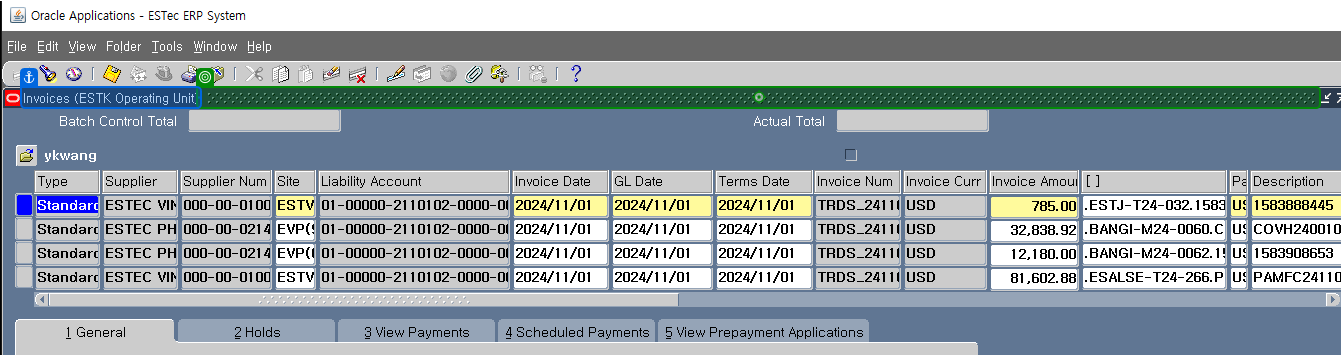 Oracle Applications - ESTec ERP System
File Edit View Folder Tools Window Help
Invoices (ESTK Operating Unit
Batch Control Total Actual Total
ykwang
Type Supplier Supplier Num Site Liability Account Invoice Date GL Date Terms Date Invoice Num Invoice Curr Invoice Amour [ ] Pa Description
Standard ESTEC VIN 000-00-0100 ESTV 01-00000-2110102-0000-00 2024/11/01 2024/11/01 2024/11/01 TRDS_2411 USD 785.00 .ESTJ-T24-032.1583 US 1583888445
Standard ESTEC PH 000-00-0214 EVP(S 01-00000-2110102-0000-00 2024/11/01 2024/11/01 2024/11/01 TRDS_2411 USD 32,838.92 .BANGI-M24-0060.C US COVH240010
Standard ESTEC PH 000-00-0214 EVP(S 01-00000-2110102-0000-00 2024/11/01 2024/11/01 2024/11/01 TRDS_2411 USD 12,180.00 .BANGI-M24-0062.15 US 1583908653
Standard ESTEC VIN 000-00-0100 ESTV 01-00000-2110102-0000-00 2024/11/01 2024/11/01 2024/11/01 TRDS_2411 USD 81,602.88 .ESALSE-T24-266.P US PAMFC24110
1 General 2 Holds 3 View Payments 4 Scheduled Payments 5 View Prepayment Applications